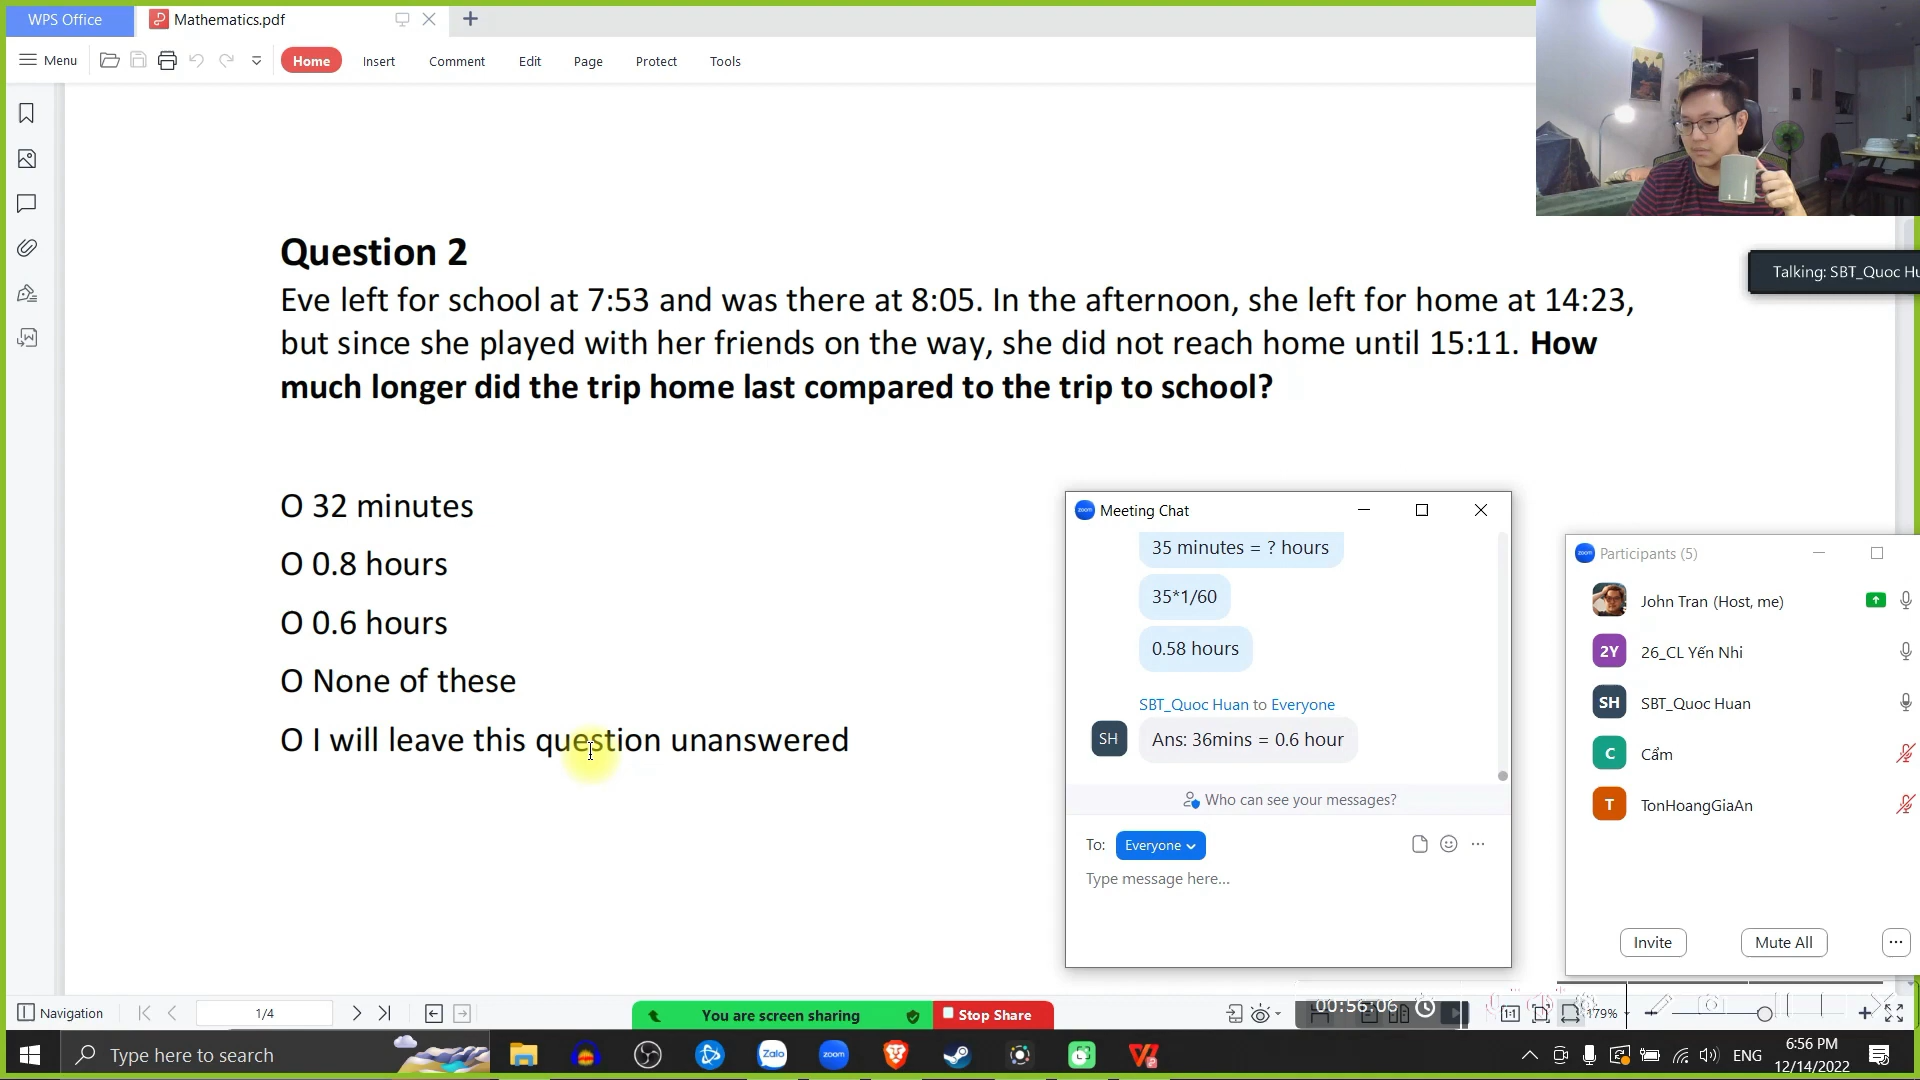 WPS Office
Mathematics.pdf
Menu
Home
Insert
Comment
Edit
Page
Protect
Tools
Talking: SBT_Quoc Hu
Question 2
Eve left for school at 7:53 and was there at 8:05. In the afternoon, she left for home at 14:23,
but since she played with her friends on the way, she did not reach home until 15:11. How
much longer did the trip home last compared to the trip to school?
O 32 minutes
O 0.8 hours
O 0.6 hours
O None of these
O I will leave this question unanswered
zoom
Meeting Chat
35 minutes = ? hours
35*1/60
0.58 hours
SBT_Quoc Huan to Everyone
SH
Ans: 36mins = 0.6 hour
Who can see your messages?
To:
Everyone
Type message here...
zoom
Participants (5)
John Tran (Host, me)
2Y
26_CL Yến Nhi
SH
SBT_Quoc Huan
C
Cẩm
T
TonHoangGiaAn
Invite
Mute All
Navigation
1/4
You are screen sharing
Stop Share
00:56:06
1:1
179%
Type here to search
Zalo
zoom
ENG
6:56 PM
12/14/2022